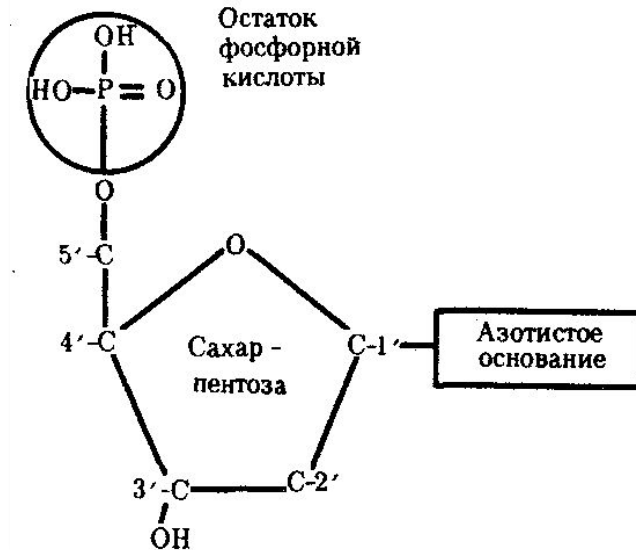 OH
Остаток
фосфорной
кислоты
HO-P=O
O
5′-C
O
4′-C
Сахар -
пентоза
C-1′
Азотистое
основание
3′-C
C-2′
OH